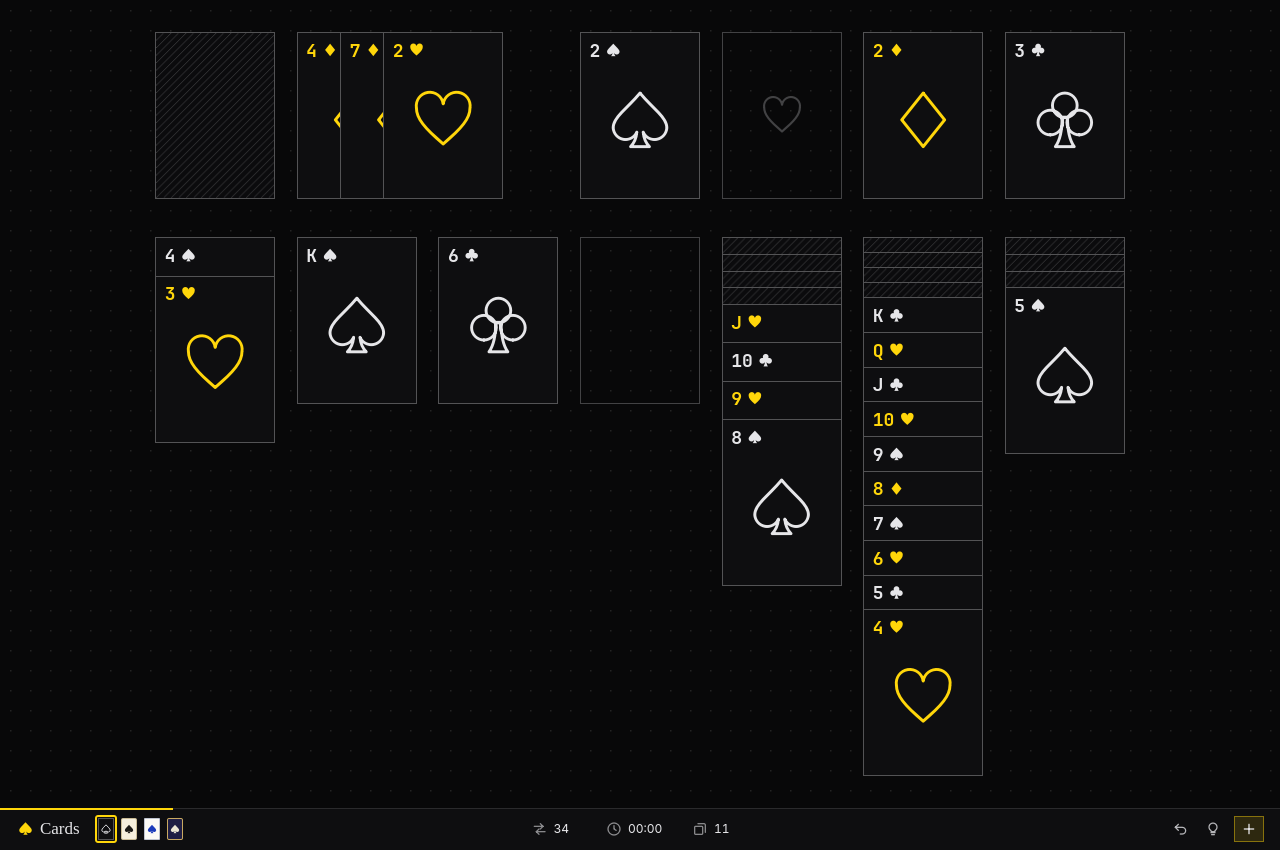 4♦ 7♦ 2♥ 2♠ 2♦ 3♣
4♠ K♠ 6♣
3♥
J♥
10♣
9♥
8♠
K♣
Q♥
J♣
10♥
9♠
8♦
7♠
6♥
5♣
4♥
5♠
Cards 34 00:00 11